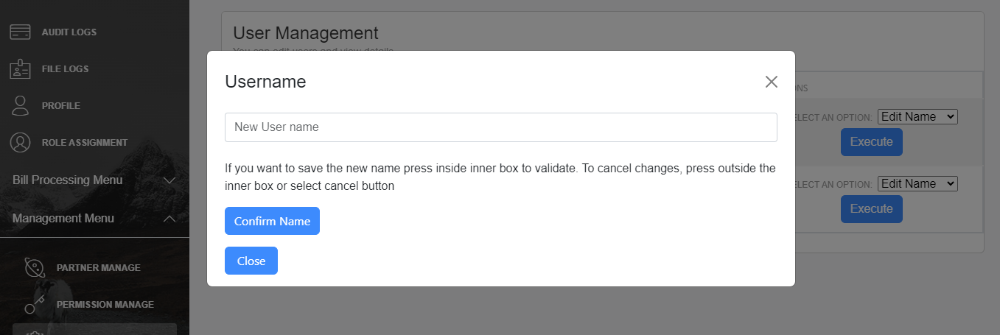 AUDIT LOGS
FILE LOGS
PROFILE
ROLE ASSIGNMENT
Bill Processing Menu
Management Menu
PARTNER MANAGE
PERMISSION MANAGE
User Management
You can edit users and view details
Username
New User name
If you want to save the new name press inside inner box to validate. To cancel changes, press outside the
inner box or select cancel button
Confirm Name
Close
ONS
ELECT AN OPTION: Edit Name
Execute
ELECT AN OPTION: Edit Name
Execute